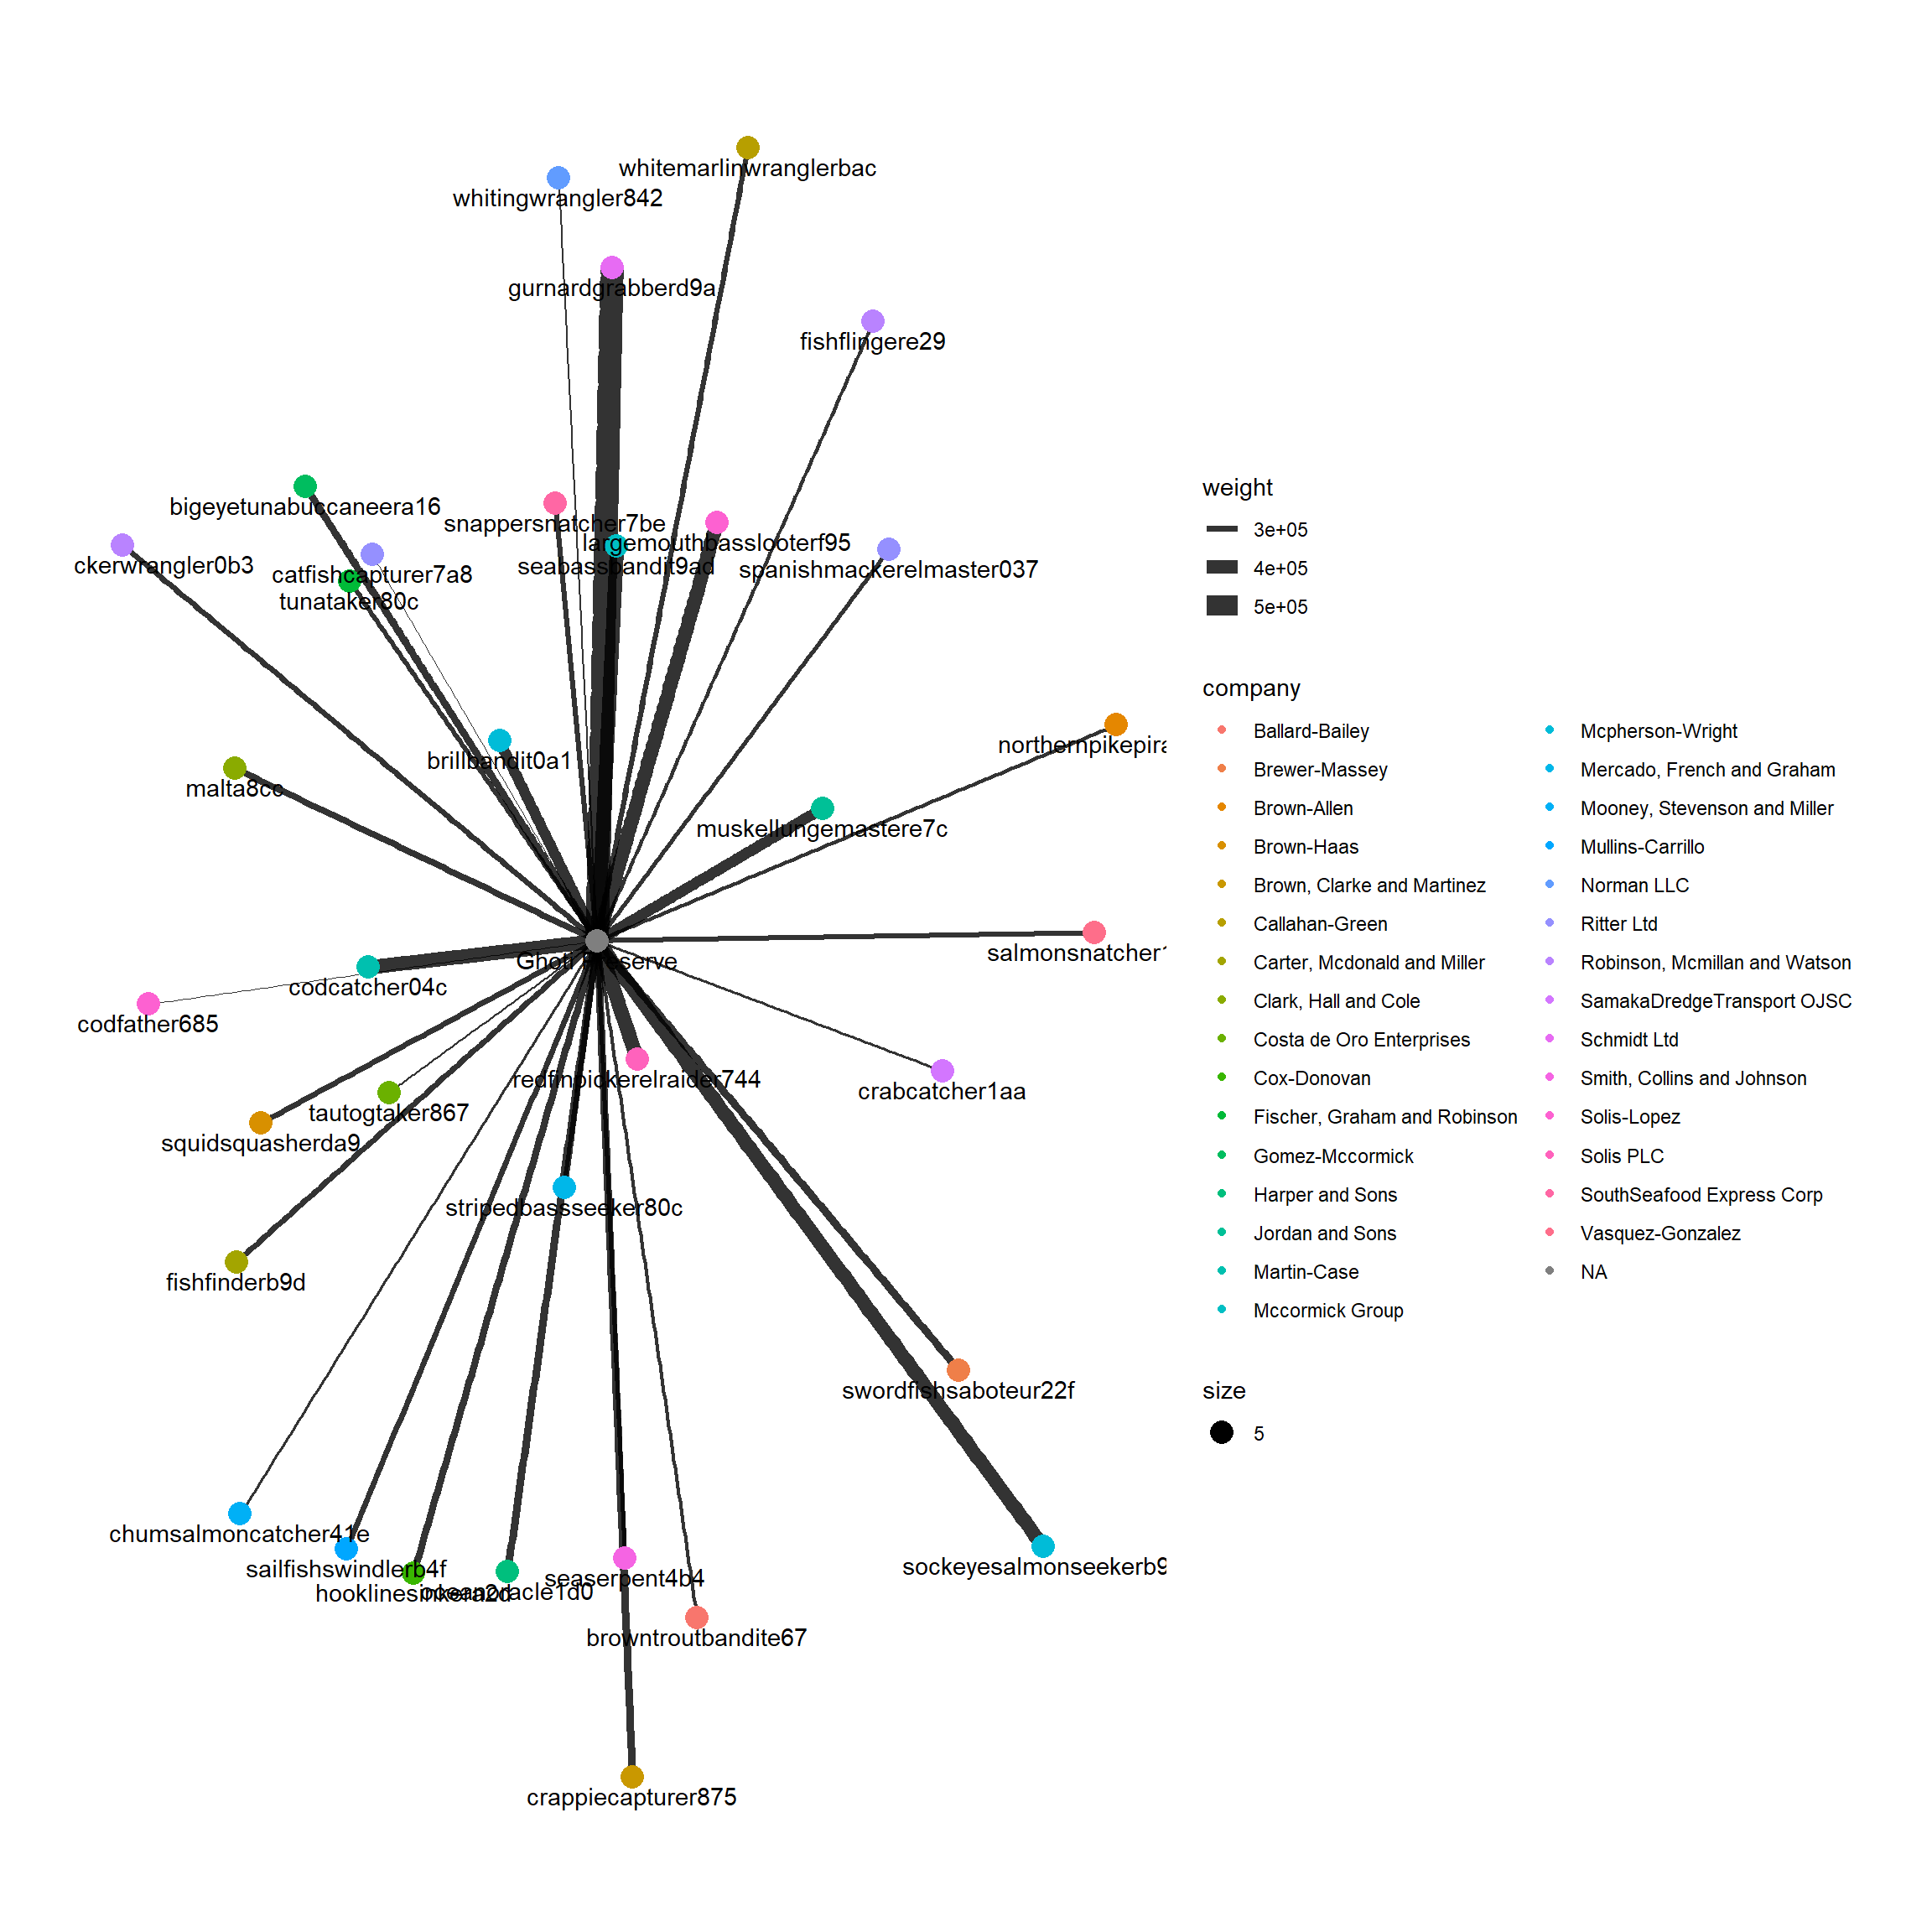 whitemarlinwranglerbac
whitingwrangler842
gurnardgrabberd9a
fishflingere29
bigeyetunabuccaneera16
snappersnatcher7be
largemouthbasslooterf95
ckerwrangler0b3
catfishcapturer7a8
seabassbandit9ad
spanishmackerelmaster037
tunataker80c
northernpikepira
brillbandit0a1
malta8cc
muskellungemastere7c
salmonsnatcher
Ghoti Preserve
codcatcher04c
codfather685
redfinpickerelraider744
crabcatcher1aa
tautogtaker867
squidsquasherda9
stripedbassseeker80c
fishfinderb9d
swordfishsaboteur22f
chumsalmoncatcher41e
sockeyesalmonseekerb9
sailfishswindlerb4f
seaserpent4b4
hooklinesinkera2d
oceanoracle1d0
browntroutbandite67
crappiecapturer875
weight
3e+05
4e+05
5e+05
company
Ballard-Bailey
Brewer-Massey
Brown-Allen
Brown-Haas
Brown, Clarke and Martinez
Callahan-Green
Carter, Mcdonald and Miller
Clark, Hall and Cole
Costa de Oro Enterprises
Cox-Donovan
Fischer, Graham and Robinson
Gomez-Mccormick
Harper and Sons
Jordan and Sons
Martin-Case
Mccormick Group
Mcpherson-Wright
Mercado, French and Graham
Mooney, Stevenson and Miller
Mullins-Carrillo
Norman LLC
Ritter Ltd
Robinson, Mcmillan and Watson
SamakaDredgeTransport OJSC
Schmidt Ltd
Smith, Collins and Johnson
Solis-Lopez
Solis PLC
SouthSeafood Express Corp
Vasquez-Gonzalez
NA
size
5